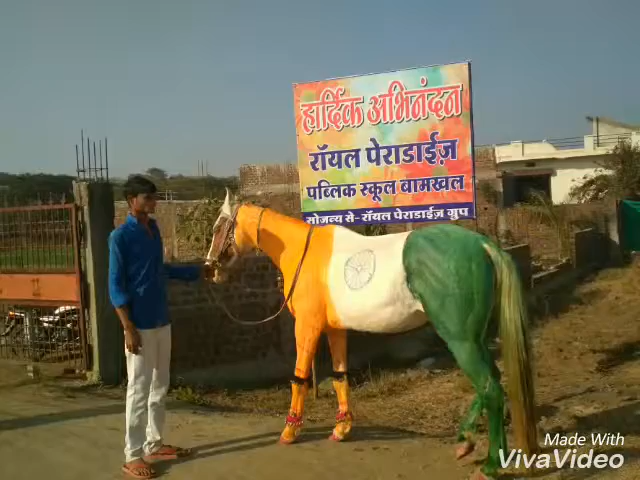 हार्दिक अभिनंदन
रॉयल पेराडाईज़
पब्लिक स्कूल बामखल
सोजन्य से-रॉयल पेराडाईज़ ग्रुप
Made With
VivaVideo